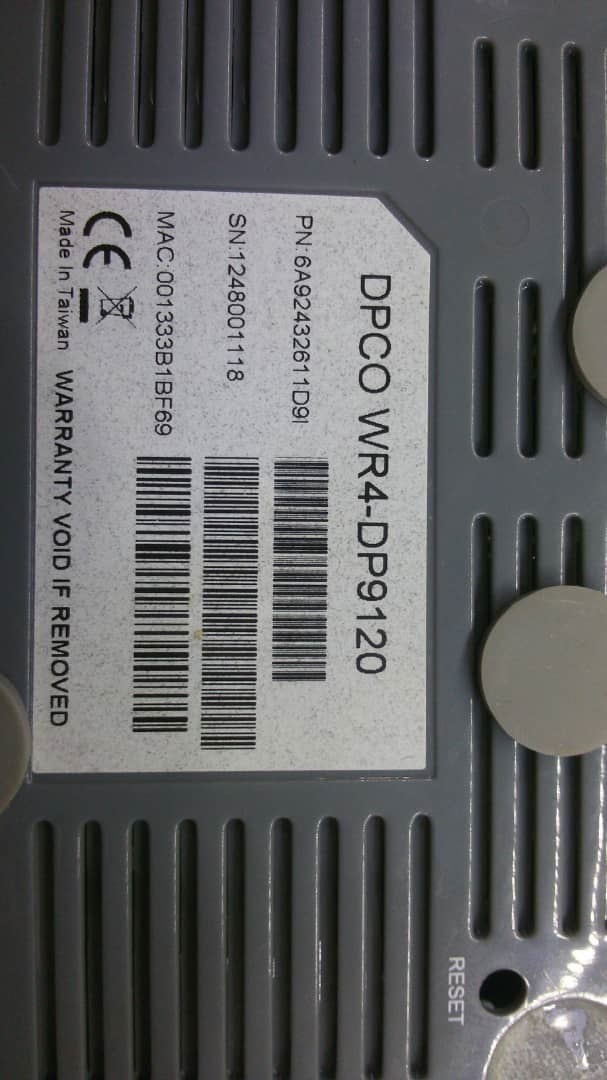 DPCO WR4-DP9120
PN:6A92432611D9I
SN:1248001118
MAC:001333B1BF69
CE
Made In Taiwan WARRANTY VOID IF REMOVED
RESET